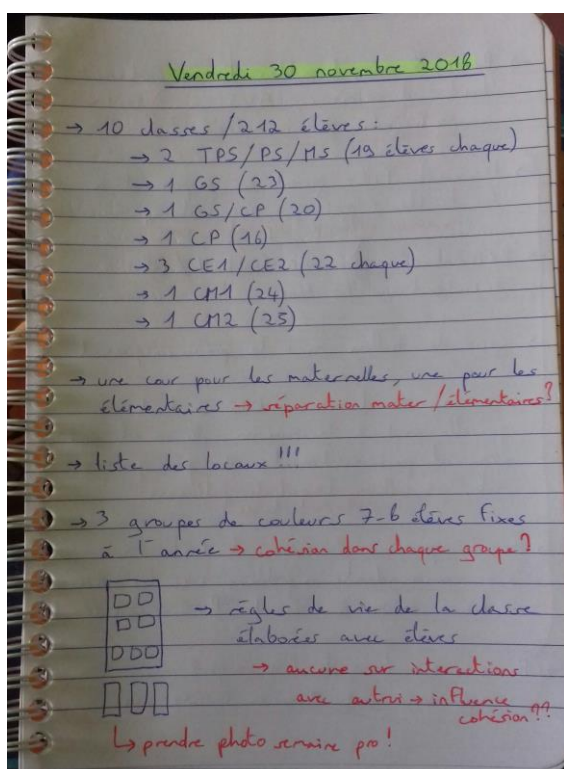 Vendredi 30 novembre 2018
→ 10 classes / 212 élèves :
→ 2 TPS/PS/MS (19 élèves chaque)
→ 1 GS (23)
→ 1 GS/CP (20)
→ 1 CP (16)
→ 3 CE1/CE2 (22 chaque)
→ 1 CM1 (24)
→ 1 CM2 (25)
→ une cour pour les maternelles, une pour les
élémentaires → séparation mater/élémentaires?
→ liste des locaux !!!
→ 3 groupes de couleurs 7-6 élèves fixes
à l'année → cohésion dans chaque groupe ?
→ règles de vie de la classe
élaborées avec élèves
→ aucune sur interactions
avec autrui → influence
cohésion ??
↳ prendre photo semaine pro !